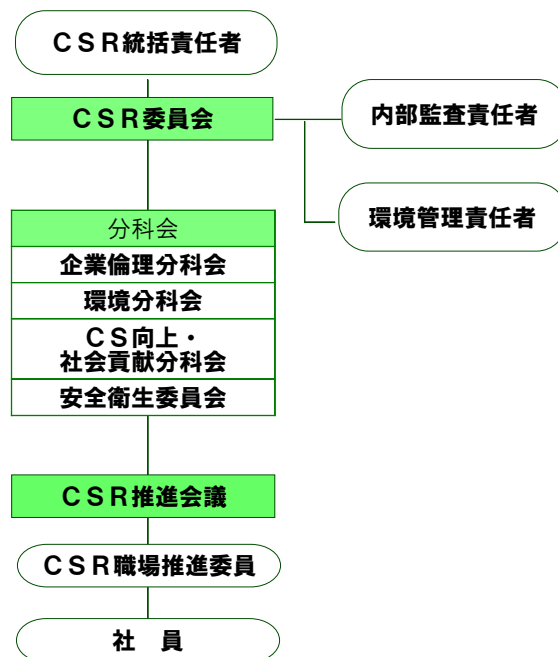 ＣＳＲ統括責任者
ＣＳＲ委員会
内部監査責任者
環境管理責任者
分科会
企業倫理分科会
環境分科会
ＣＳ向上・
社会貢献分科会
安全衛生委員会
ＣＳＲ推進会議
ＣＳＲ職場推進委員
社　員